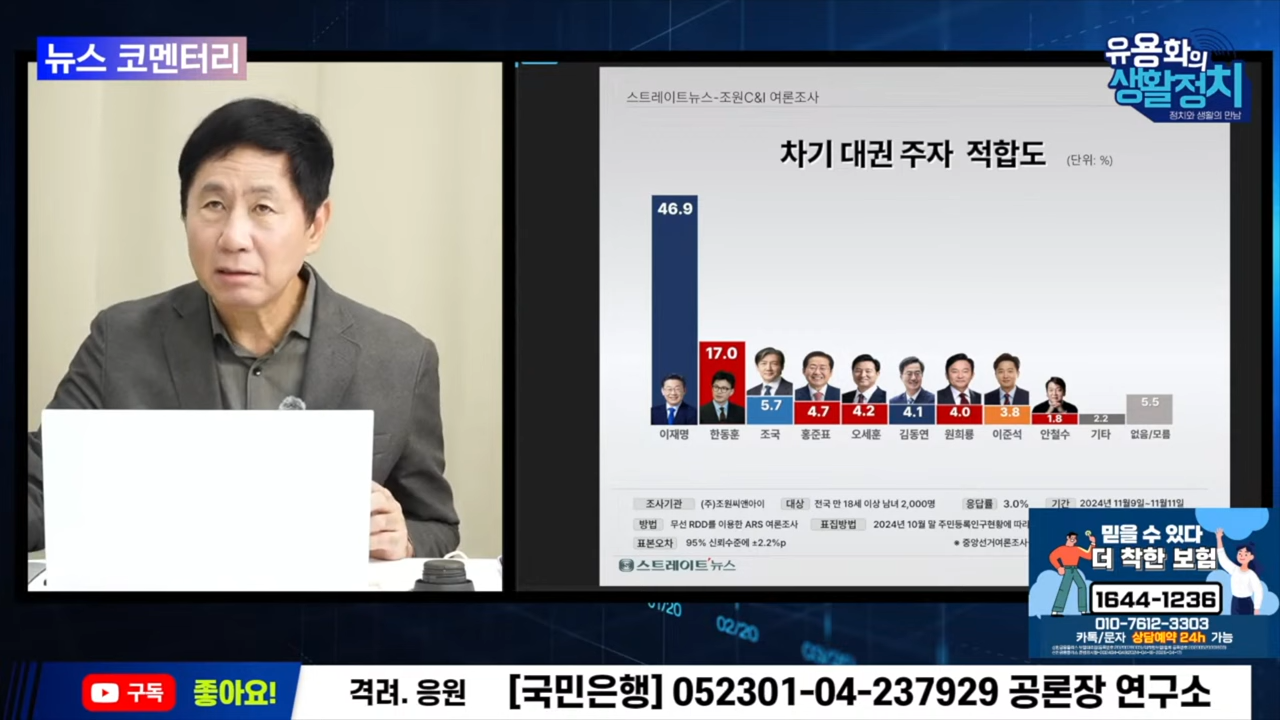 뉴스 코멘터리
유용화의
생활정치
정치와 생활의 만남
스트레이트뉴스-조원C&I 여론조사
차기 대권 주자 적합도 (단위: %)
46.9
17.0
5.7
4.7
4.2
4.1
4.0
3.8
1.8
2.2
5.5
이재명 한동훈 조국 홍준표 오세훈 김동연 원희룡 이준석 안철수 기타 없음/모름
조사기관 (주)조원씨앤아이 대상 전국 만 18세 이상 남녀 2,000명 응답률 3.0% 기간 2024년 11월9일~11월11일
방법 무선 RDD를 이용한 ARS 여론조사 표집방법 2024년 10월 말 주민등록인구현황에 따라
표본오차 95% 신뢰수준에 ±2.2%p ※ 중앙선거여론조사
스트레이트뉴스
믿을 수 있다
더 착한 보험
1644-1236
010-7612-3303
카톡/문자 상담예약 24h 가능
01/20
02/20
구독 좋아요! 격려. 응원 [국민은행] 052301-04-237929 공론장 연구소